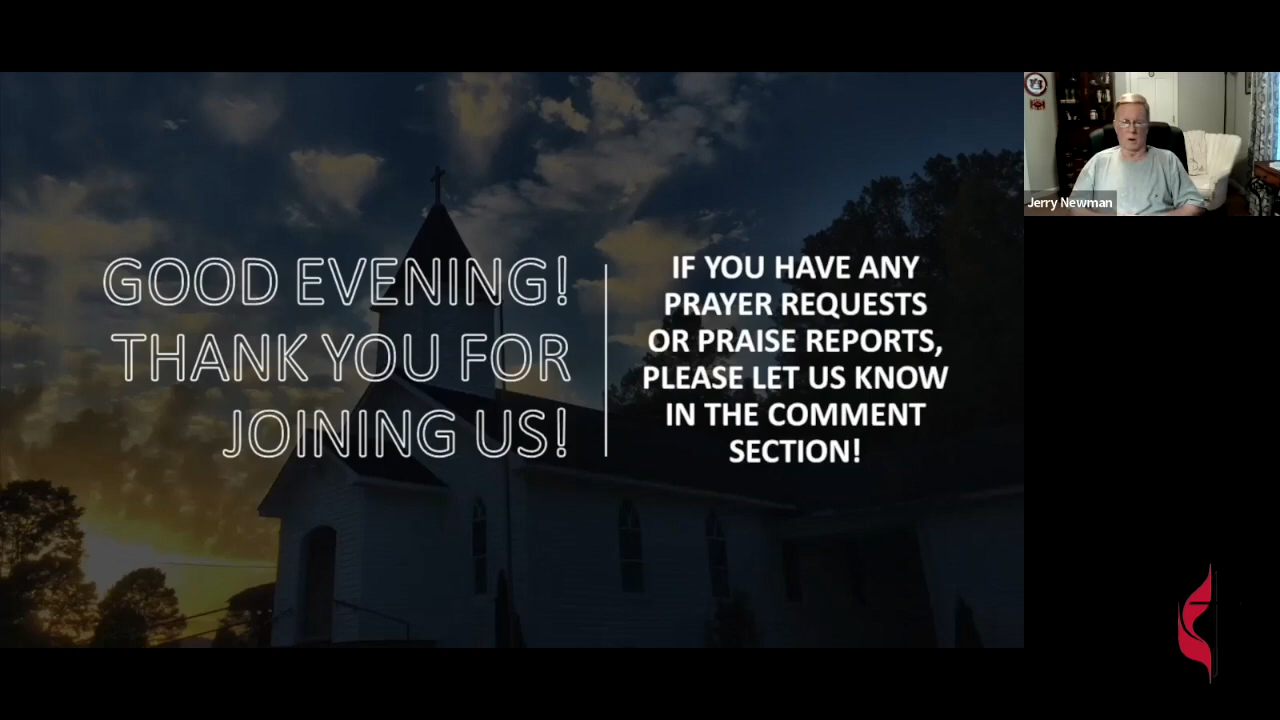 GOOD EVENING!
THANK YOU FOR
JOINING US!
IF YOU HAVE ANY
PRAYER REQUESTS
OR PRAISE REPORTS,
PLEASE LET US KNOW
IN THE COMMENT
SECTION!
Jerry Newman